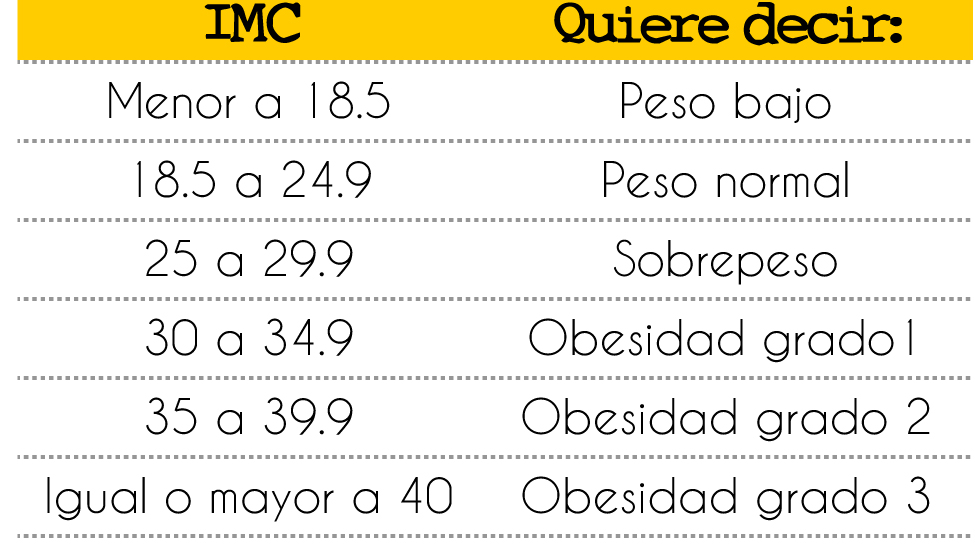 IMC Quiere decir:
Menor a 18.5 Peso bajo
18.5 a 24.9 Peso normal
25 a 29.9 Sobrepeso
30 a 34.9 Obesidad grado1
35 a 39.9 Obesidad grado 2
Igual o mayor a 40 Obesidad grado 3